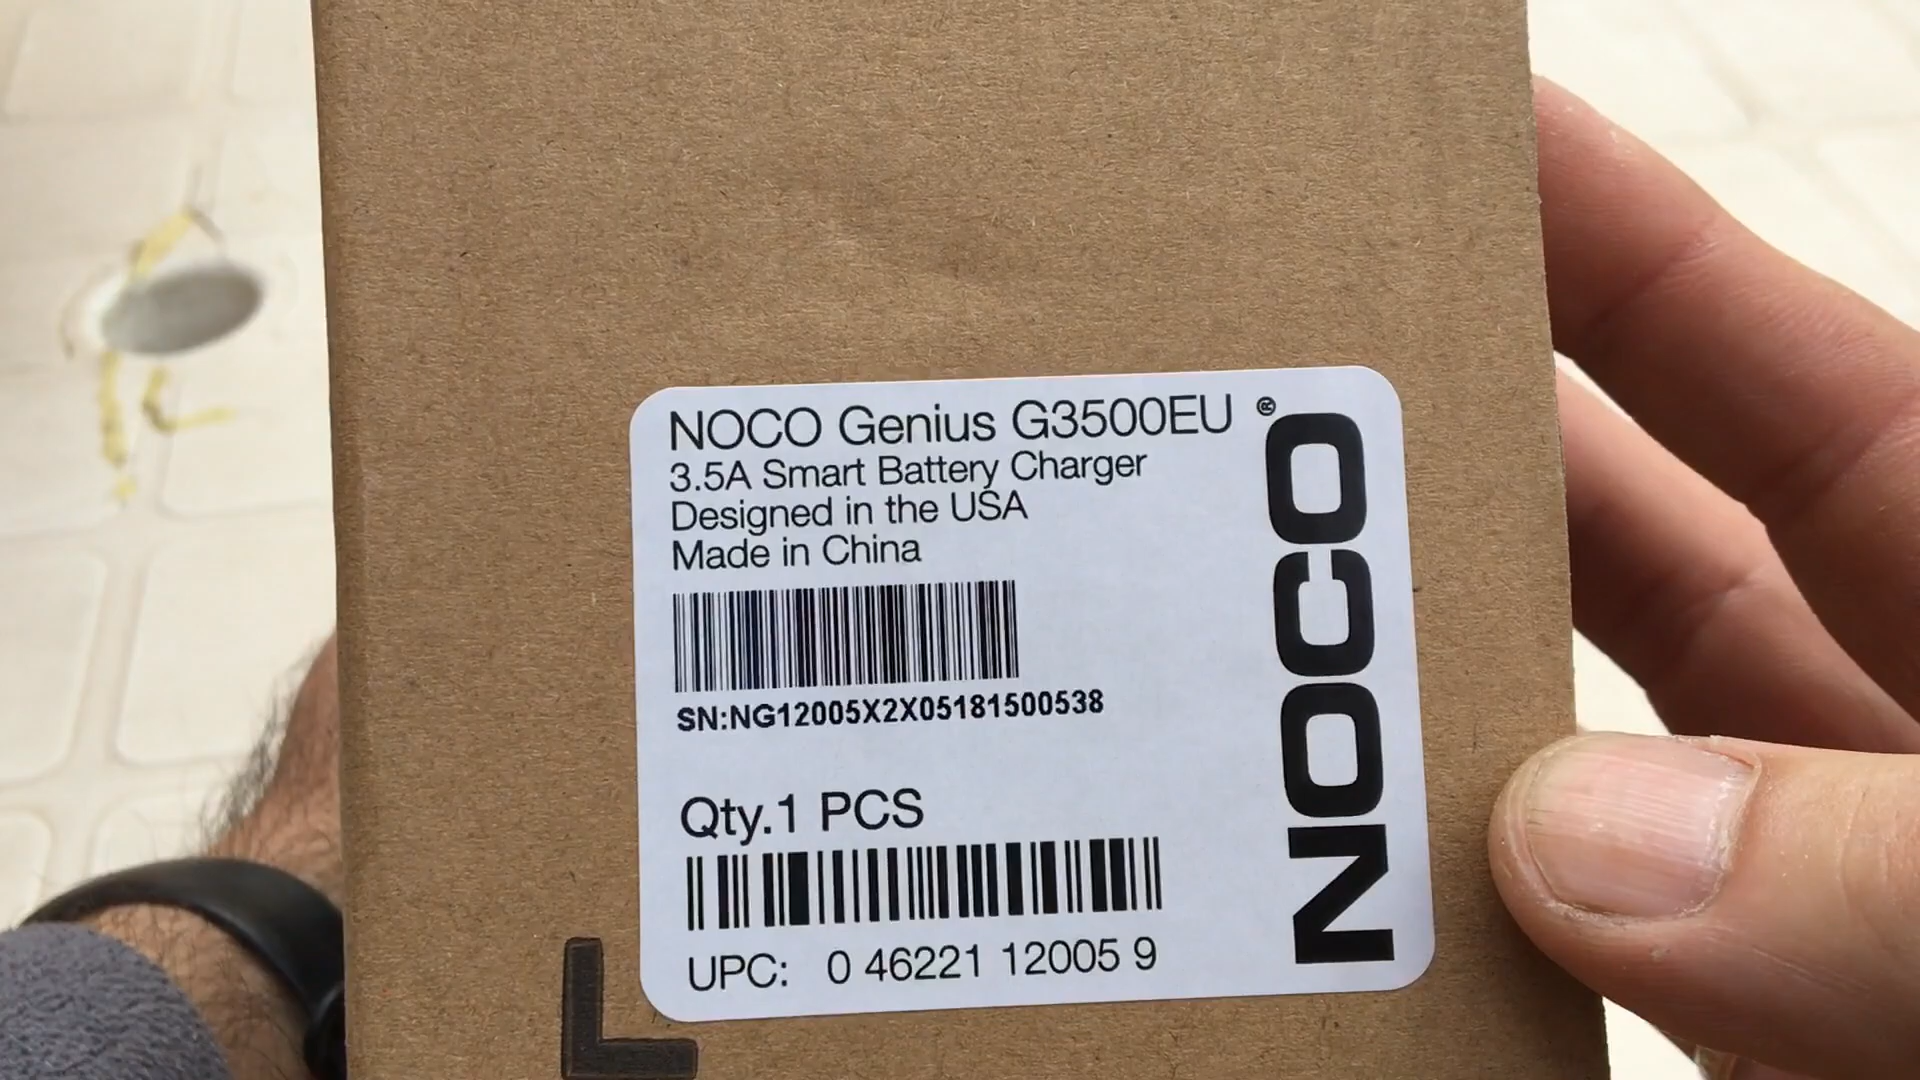 NOCO Genius G3500EU
3.5A Smart Battery Charger
Designed in the USA
Made in China
SN:NG12005X2X05181500538
Qty.1 PCS
UPC: 0 46221 12005 9
NOCO®